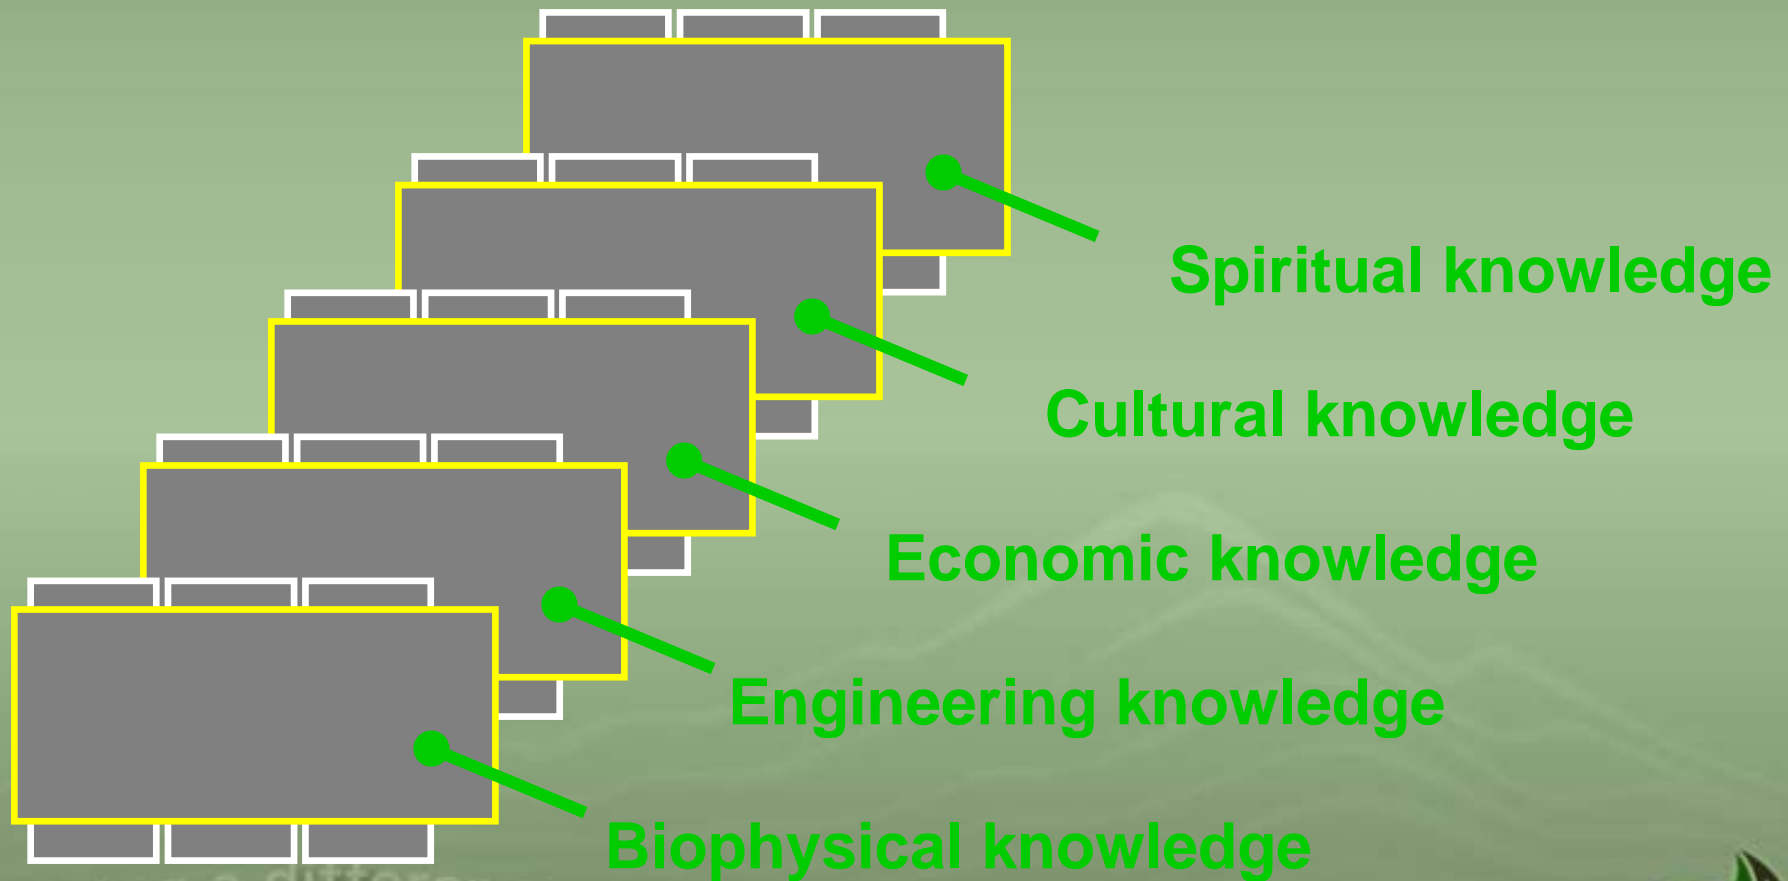 Spiritual knowledge
Cultural knowledge
Economic knowledge
Engineering knowledge
Biophysical knowledge